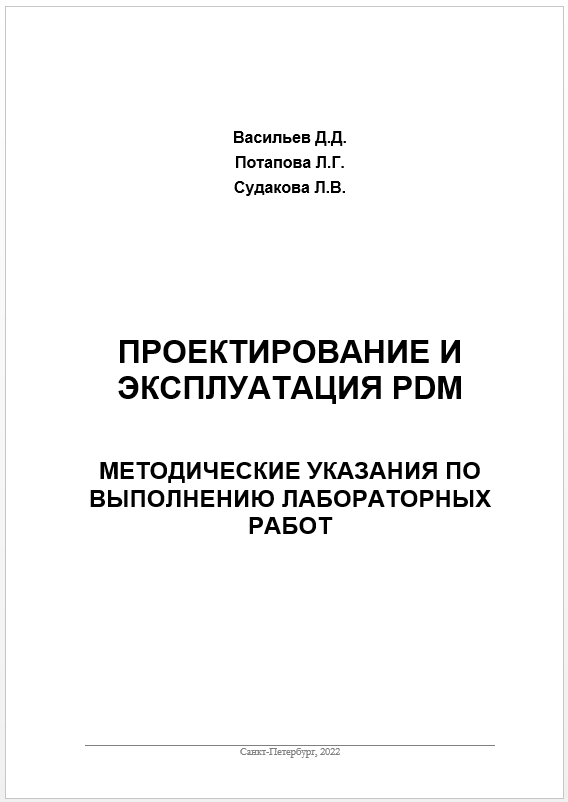 Васильев Д.Д.
Потапова Л.Г.
Судакова Л.В.
ПРОЕКТИРОВАНИЕ И
ЭКСПЛУАТАЦИЯ PDM
МЕТОДИЧЕСКИЕ УКАЗАНИЯ ПО
ВЫПОЛНЕНИЮ ЛАБОРАТОРНЫХ
РАБОТ
Санкт-Петербург, 2022